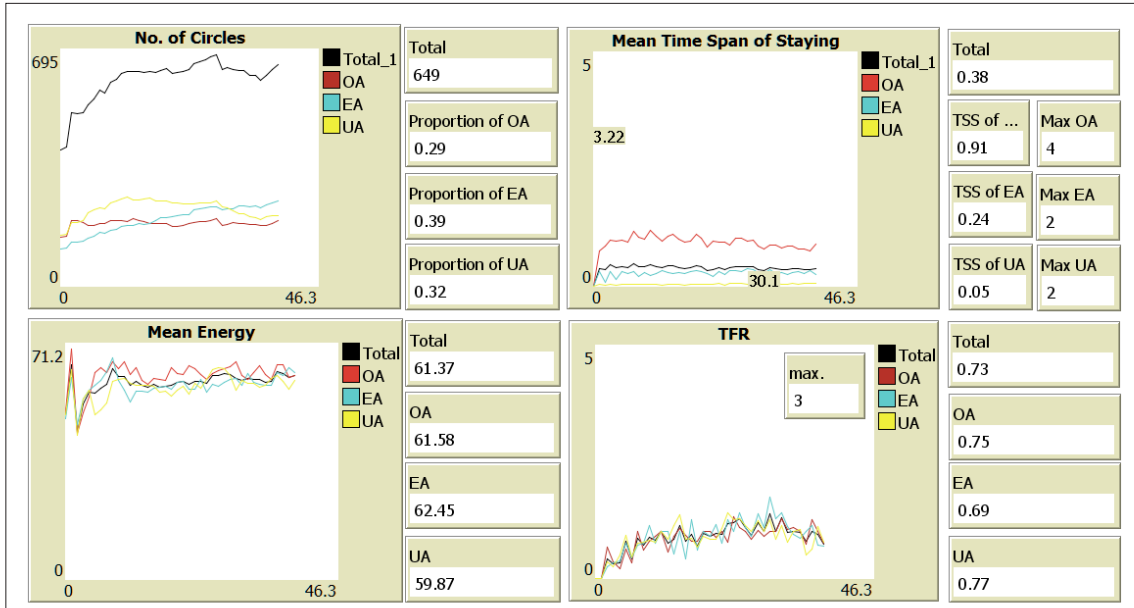 No. of Circles
695
0
0
46.3
Total_1
OA
EA
UA
Total
649
Proportion of OA
0.29
Proportion of EA
0.39
Proportion of UA
0.32
Mean Time Span of Staying
5
3.22
30.1
0
0
46.3
Total_1
OA
EA
UA
Total
0.38
TSS of ...
0.91
Max OA
4
TSS of EA
0.24
Max EA
2
TSS of UA
0.05
Max UA
2
Mean Energy
71.2
0
0
46.3
Total
OA
EA
UA
Total
61.37
OA
61.58
EA
62.45
UA
59.87
TFR
5
max.
3
0
0
46.3
Total
OA
EA
UA
Total
0.73
OA
0.75
EA
0.69
UA
0.77